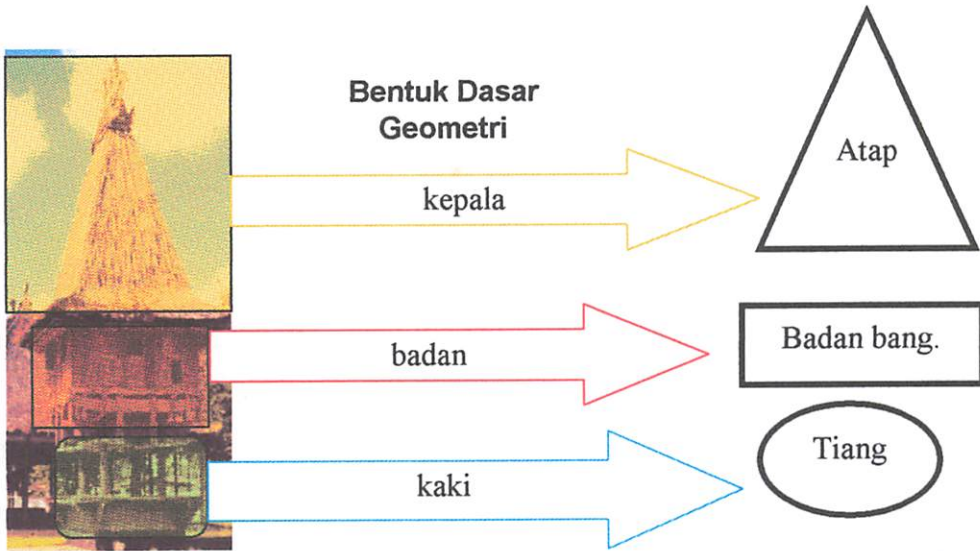 Bentuk Dasar
Geometri
kepala
Atap
badan
Badan bang.
kaki
Tiang